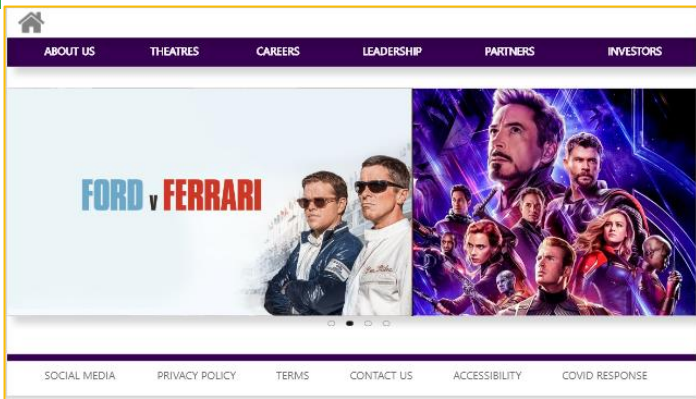 ABOUT US THEATRES CAREERS LEADERSHIP PARTNERS INVESTORS
FORD v FERRARI
SOCIAL MEDIA PRIVACY POLICY TERMS CONTACT US ACCESSIBILITY COVID RESPONSE